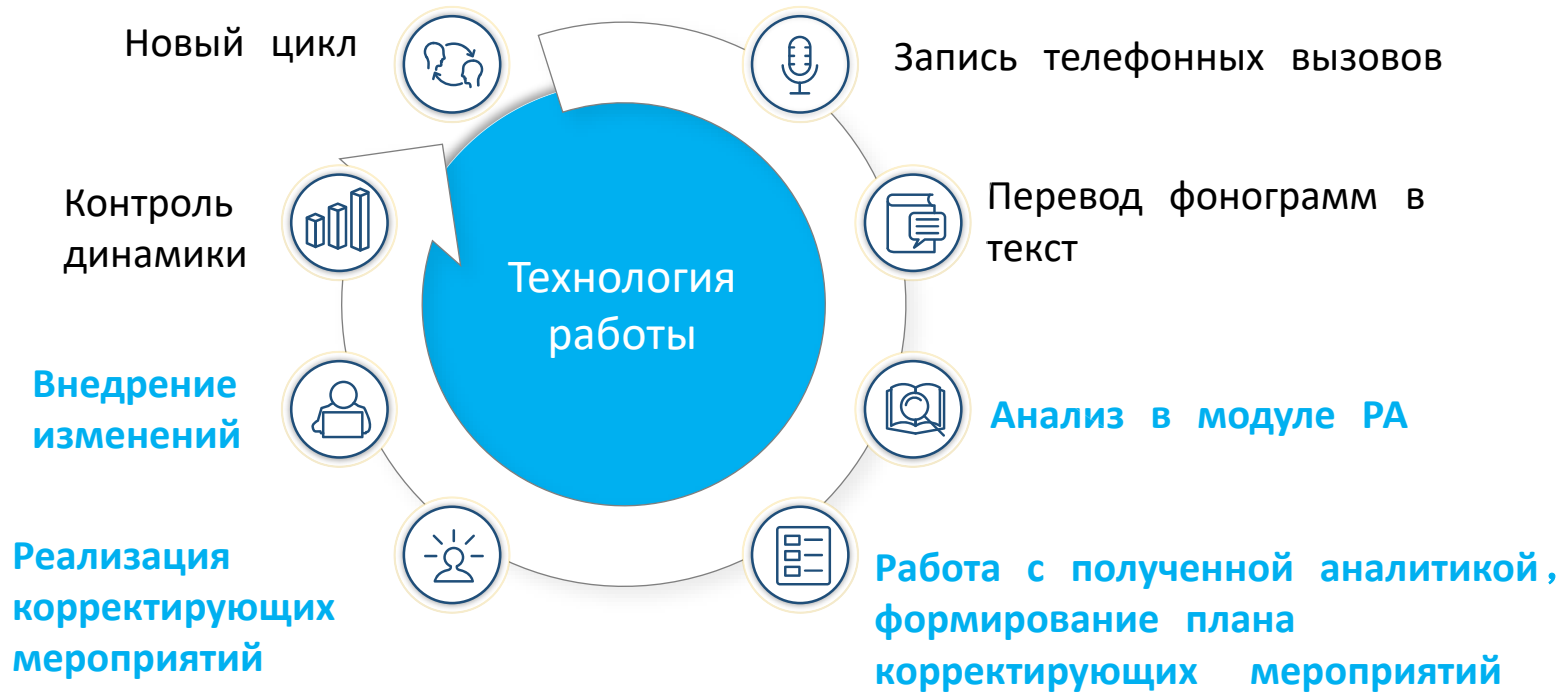 Новый цикл
Запись телефонных вызовов
Контроль
динамики
Перевод фонограмм в
текст
Технология
работы
Внедрение
изменений
Анализ в модуле РА
Реализация
корректирующих
мероприятий
Работа с полученной аналитикой,
формирование плана
корректирующих мероприятий